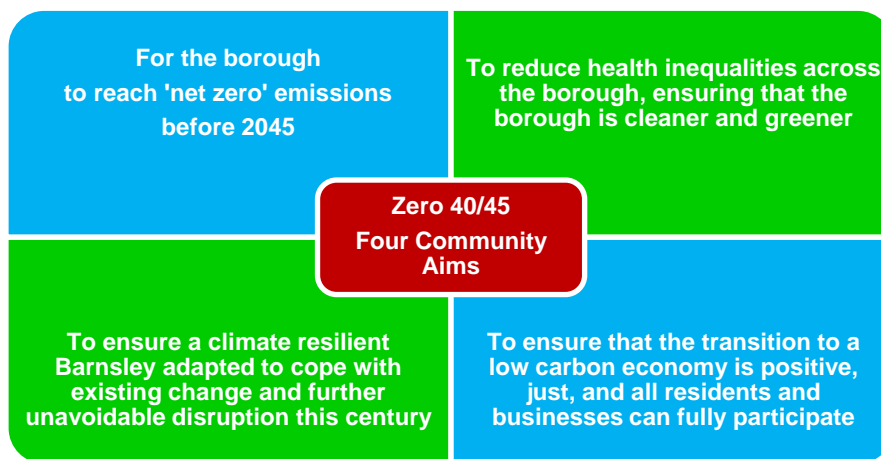 For the borough
to reach 'net zero' emissions
before 2045
To reduce health inequalities across
the borough, ensuring that the
borough is cleaner and greener
Zero 40/45
Four Community
Aims
To ensure a climate resilient
Barnsley adapted to cope with
existing change and further
unavoidable disruption this century
To ensure that the transition to a
low carbon economy is positive,
just, and all residents and
businesses can fully participate